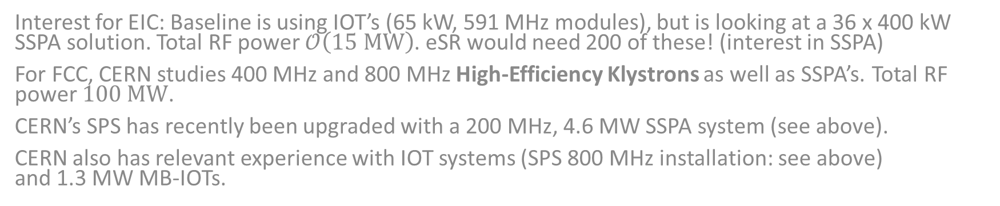 Interest for EIC: Baseline is using IOT’s (65 kW, 591 MHz modules), but is looking at a 36 x 400 kW
SSPA solution. Total RF power 𝒪(15 MW). eSR would need 200 of these! (interest in SSPA)
For FCC, CERN studies 400 MHz and 800 MHz High-Efficiency Klystrons as well as SSPA’s. Total RF
power 100 MW.
CERN’s SPS has recently been upgraded with a 200 MHz, 4.6 MW SSPA system (see above).
CERN also has relevant experience with IOT systems (SPS 800 MHz installation: see above)
and 1.3 MW MB-IOTs.